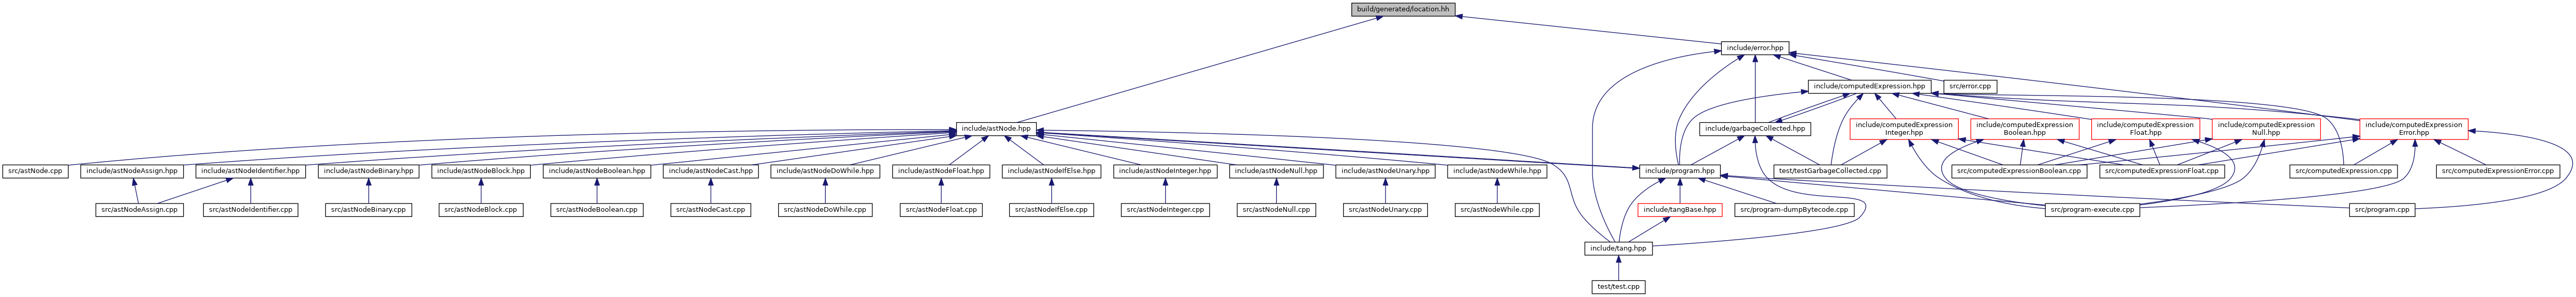 build/generated/location.hh
include/error.hpp
include/computedExpression.hpp
src/error.cpp
include/astNode.hpp
include/garbageCollected.hpp
include/computedExpression
Integer.hpp
include/computedExpression
Boolean.hpp
include/computedExpression
Float.hpp
include/computedExpression
Null.hpp
include/computedExpression
Error.hpp
src/astNode.cpp
include/astNodeAssign.hpp
include/astNodeIdentifier.hpp
include/astNodeBinary.hpp
include/astNodeBlock.hpp
include/astNodeBoolean.hpp
include/astNodeCast.hpp
include/astNodeDoWhile.hpp
include/astNodeFloat.hpp
include/astNodeIfElse.hpp
include/astNodeInteger.hpp
include/astNodeNull.hpp
include/astNodeUnary.hpp
include/astNodeWhile.hpp
include/program.hpp
test/testGarbageCollected.cpp
src/computedExpressionBoolean.cpp
src/computedExpressionFloat.cpp
src/computedExpression.cpp
src/computedExpressionError.cpp
src/astNodeAssign.cpp
src/astNodeIdentifier.cpp
src/astNodeBinary.cpp
src/astNodeBlock.cpp
src/astNodeBoolean.cpp
src/astNodeCast.cpp
src/astNodeDoWhile.cpp
src/astNodeFloat.cpp
src/astNodeIfElse.cpp
src/astNodeInteger.cpp
src/astNodeNull.cpp
src/astNodeUnary.cpp
src/astNodeWhile.cpp
include/tangBase.hpp
src/program-dumpBytecode.cpp
src/program-execute.cpp
src/program.cpp
include/tang.hpp
test/test.cpp